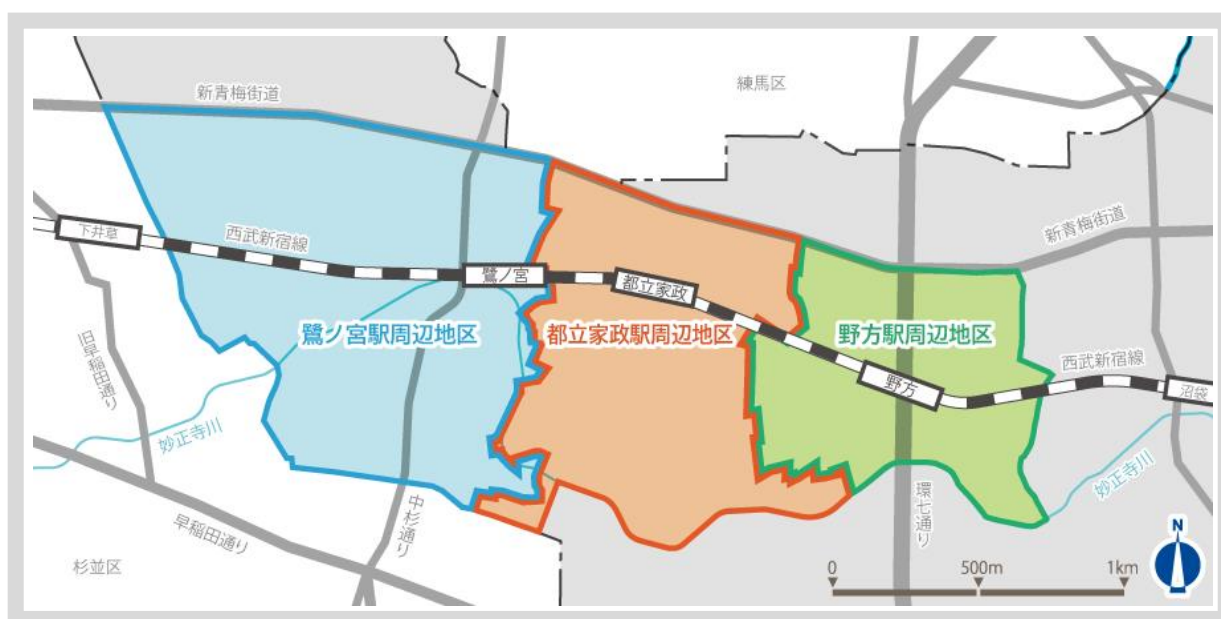 新青梅街道
練馬区
下井草
西武新宿線
鷺ノ宮
都立家政
新青梅街道
鷺ノ宮駅周辺地区
都立家政駅周辺地区
野方駅周辺地区
西武新宿線
野方
沼袋
旧早稲田通り
妙正寺川
妙正寺川
早稲田通り
中杉通り
環七通り
杉並区
N
0
500m
1km